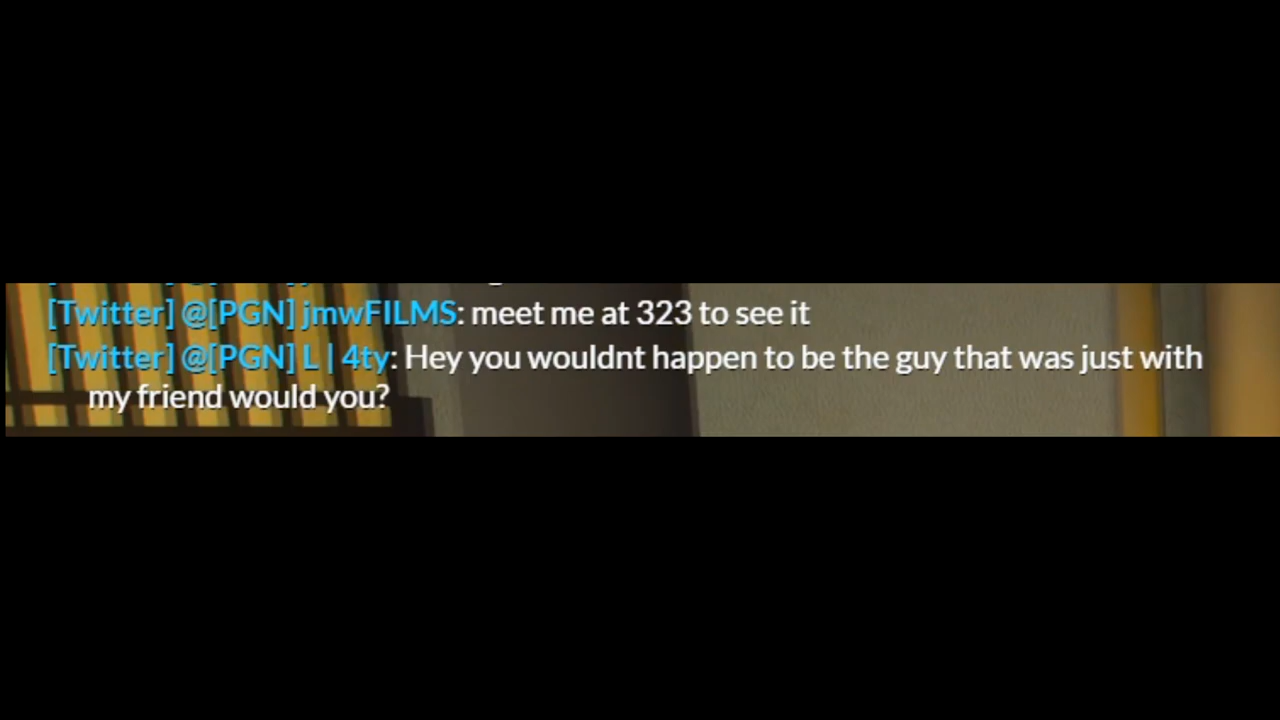 [Twitter] @[PGN] jmwFILMS: meet me at 323 to see it
[Twitter] @[PGN] L | 4ty: Hey you wouldnt happen to be the guy that was just with
my friend would you?